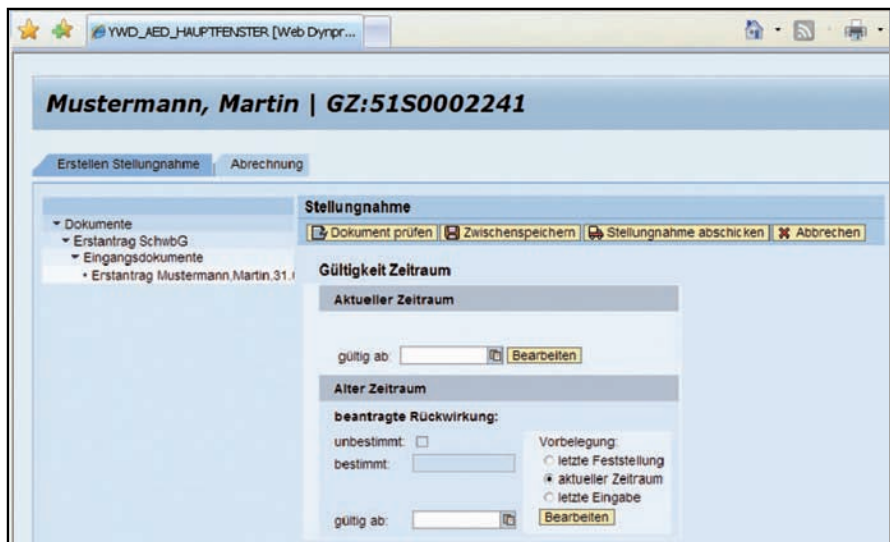 YWD_AED_HAUPTFENSTER [Web Dynpr...
Mustermann, Martin | GZ:51S0002241
Erstellen Stellungnahme Abrechnung
Dokumente
Erstantrag SchwbG
Eingangsdokumente
Erstantrag Mustermann,Martin,31.
Stellungnahme
Dokument prüfen Zwischenspeichern Stellungnahme abschicken Abbrechen
Gültigkeit Zeitraum
Aktueller Zeitraum
gültig ab: Bearbeiten
Alter Zeitraum
beantragte Rückwirkung:
unbestimmt:
bestimmt:
Vorbelegung:
letzte Feststellung
aktueller Zeitraum
letzte Eingabe
gültig ab: Bearbeiten